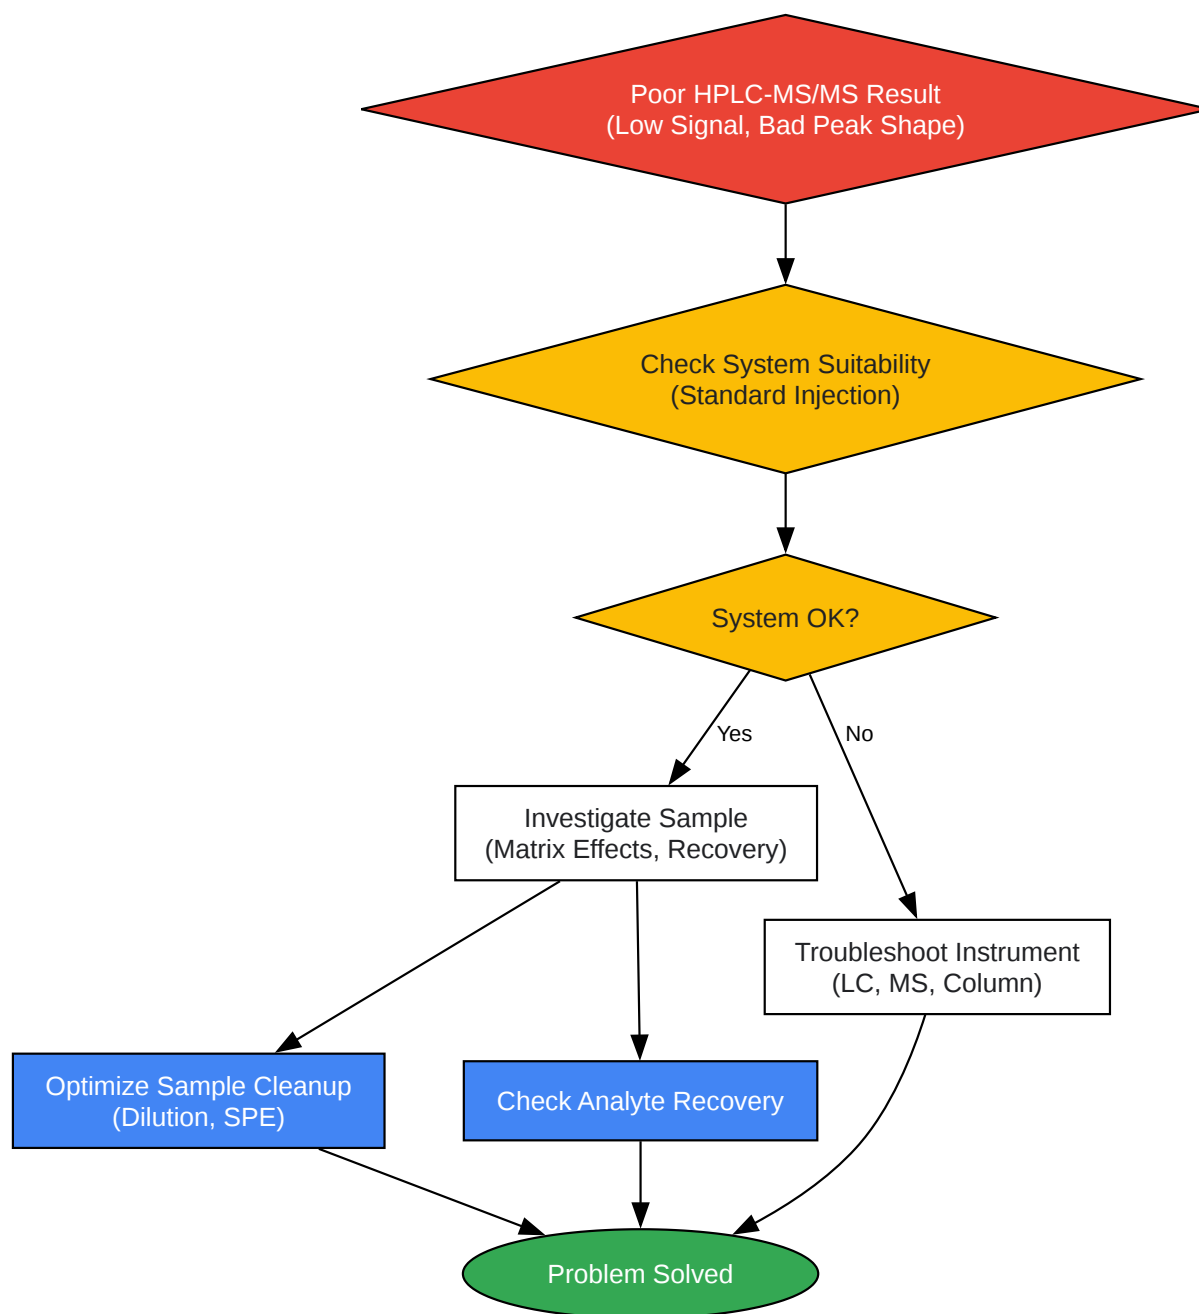 Poor HPLC-MS/MS Result
(Low Signal, Bad Peak Shape)
Check System Suitability
(Standard Injection)
System OK?
Yes
No
Investigate Sample
(Matrix Effects, Recovery)
Troubleshoot Instrument
(LC, MS, Column)
Optimize Sample Cleanup
(Dilution, SPE)
Check Analyte Recovery
Problem Solved